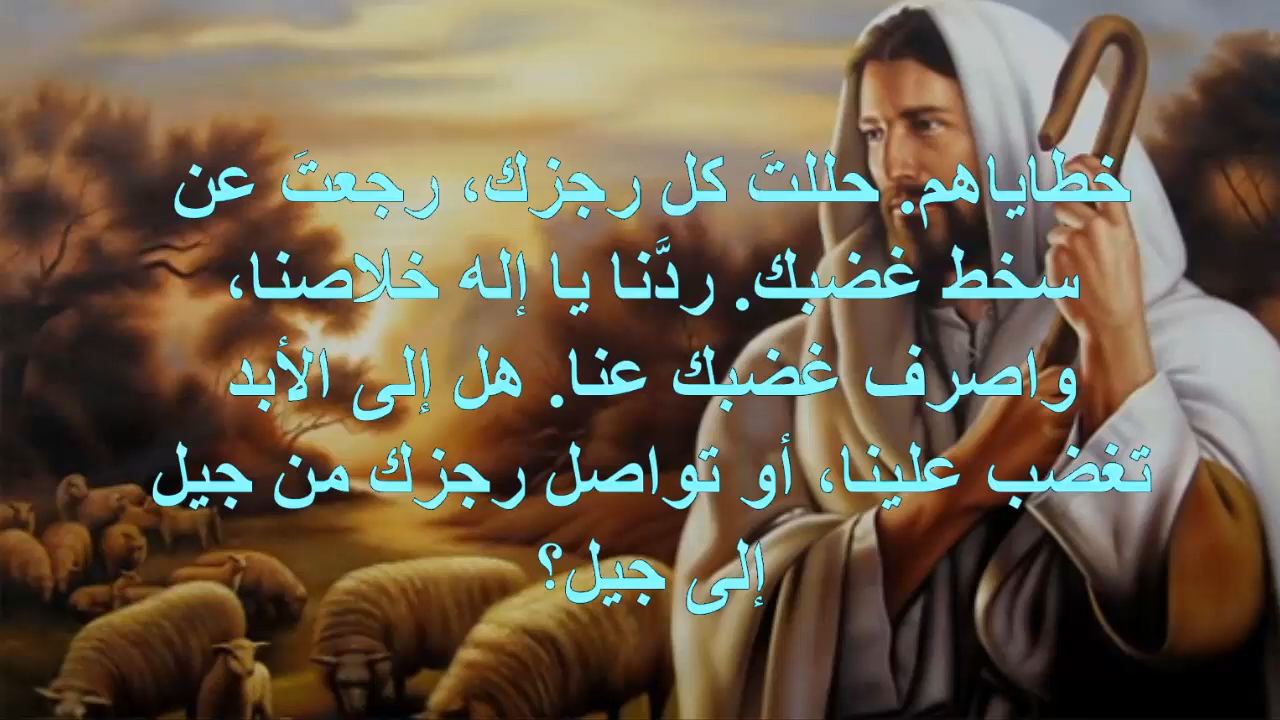 خطاياهم. حللتَ كل رجزك، رجعتَ عن
سخط غضبك. ردَّنا يا إله خلاصنا،
واصرف غضبك عنا. هل إلى الأبد
تغضب علينا، أو تواصل رجزك من جيل
إلى جيل؟